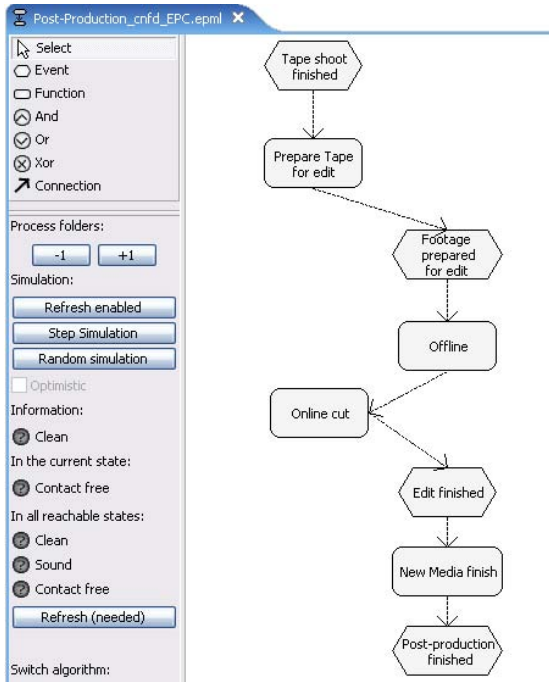 Post-Production_cnfd_EPC.epml
Select
Event
Function
And
Or
Xor
Connection
Process folders:
-1 +1
Simulation:
Refresh enabled
Step Simulation
Random simulation
Optimistic
Information:
Clean
In the current state:
Contact free
In all reachable states:
Clean
Sound
Contact free
Refresh (needed)
Switch algorithm:
Tape shoot
finished
Prepare Tape
for edit
Footage
prepared
for edit
Offline
Online cut
Edit finished
New Media finish
Post-production
finished